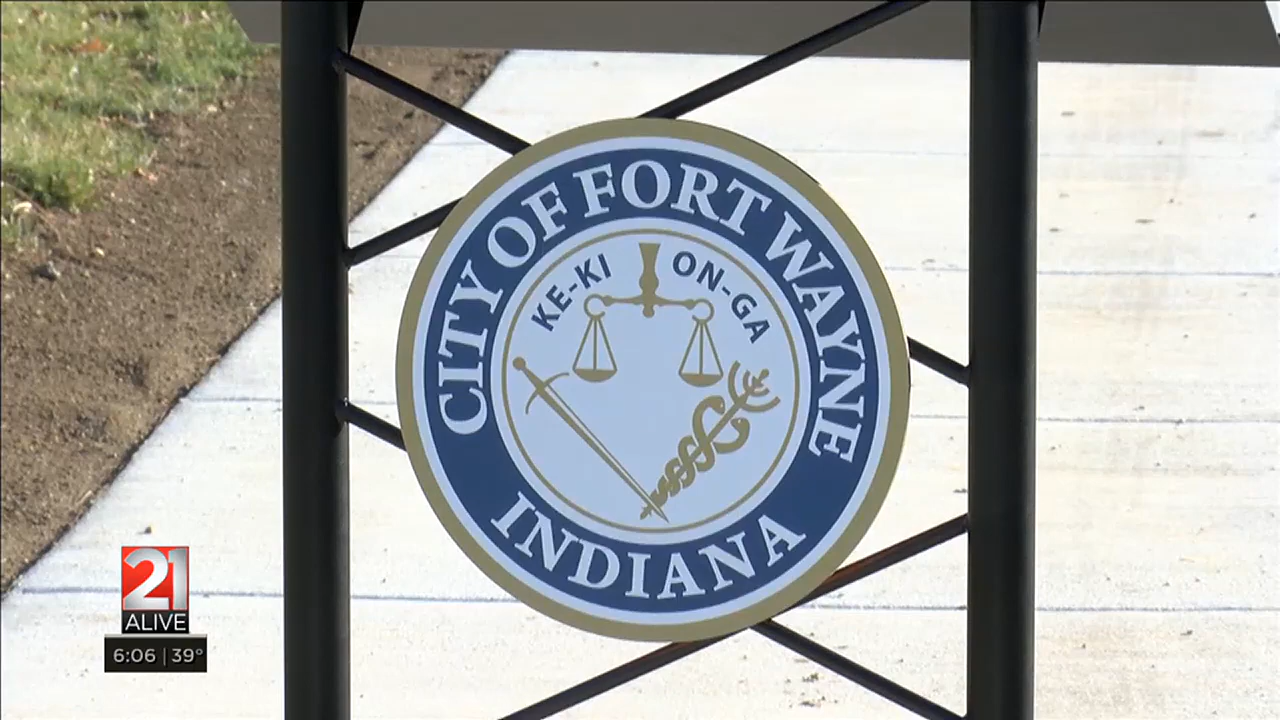 CITY OF FORT WAYNE
KE-KI ON-GA
INDIANA
21
ALIVE
6:06 | 39°